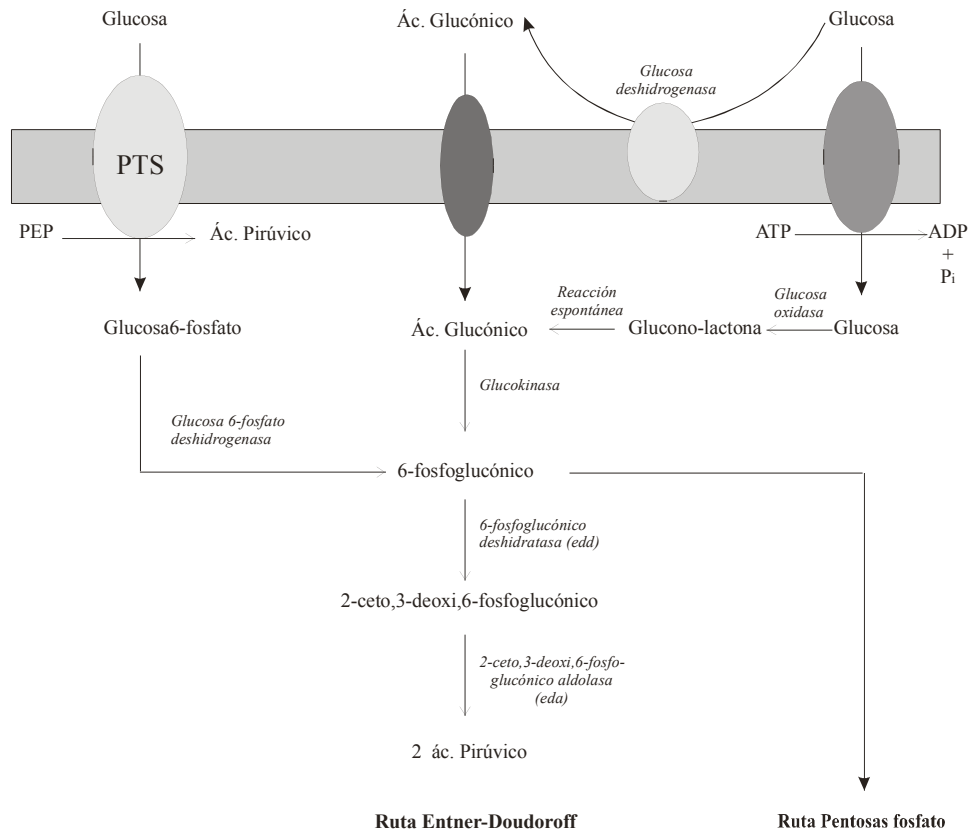 Glucosa
Ác. Glucónico
Glucosa
Glucosa
deshidrogenasa
PTS
PEP
Ác. Pirúvico
ATP
ADP
+
Pi
Glucosa6-fosfato
Ác. Glucónico
Reacción
espontánea
Glucono-lactona
Glucosa
oxidasa
Glucosa
Glucokinasa
Glucosa 6-fosfato
deshidrogenasa
6-fosfoglucónico
6-fosfoglucónico
deshidratasa (edd)
2-ceto,3-deoxi,6-fosfoglucónico
2-ceto,3-deoxi,6-fosfo-
glucónico aldolasa
(eda)
2 ác. Pirúvico
Ruta Entner-Doudoroff
Ruta Pentosas fosfato